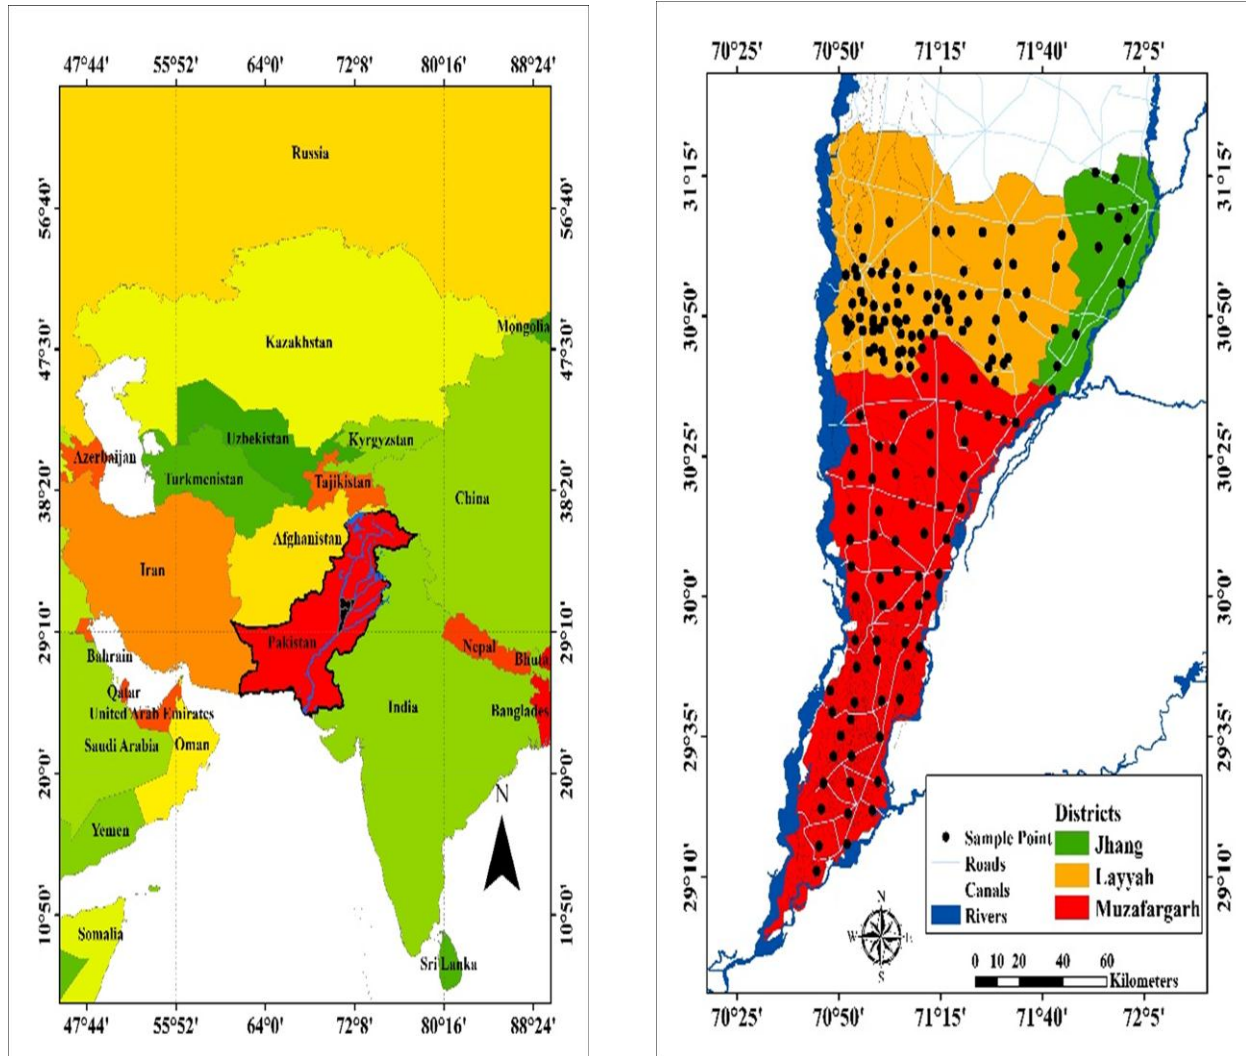 47°44' 55°52' 64°0' 72°8' 80°16' 88°24'
Russia
56°40' 56°40'
Mongolia
47°30' Kazakhstan 47°30'
Uzbekistan Kyrgyzstan
Azerbaijan
Turkmenistan Tajikistan
38°20' China 38°20'
Afghanistan
Iran
29°10' Pakistan Nepal 29°10'
Bahrain Bhuta
Qatar
United Arab Emirates India Banglades
Saudi Arabia Oman
20°0' 20°0'
N
Yemen
10°50' 10°50'
Somalia
Sri Lanka
47°44' 55°52' 64°0' 72°8' 80°16' 88°24'
70°25' 70°50' 71°15' 71°40' 72°5'
31°15' 31°15'
30°50' 30°50'
30°25' 30°25'
30°0' 30°0'
29°35' 29°35'
29°10' 29°10'
Districts
Sample Point Jhang
Roads
Canals Layyah
Rivers Muzafargarh
N
W E
S
0 10 20 40 60
Kilometers
70°25' 70°50' 71°15' 71°40' 72°5'